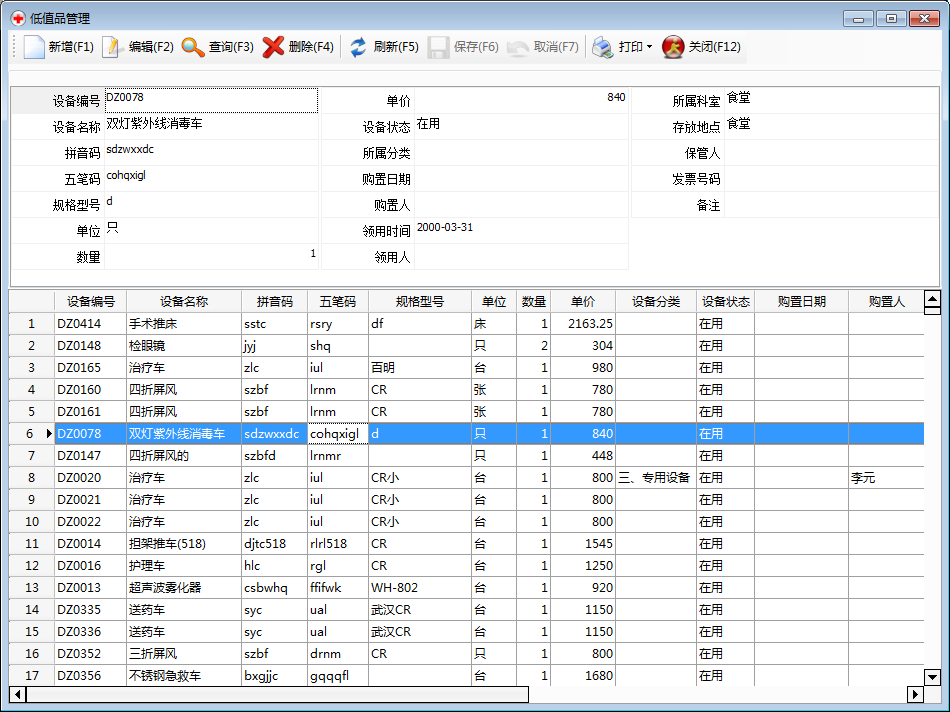 低值品管理
新增(F1) 编辑(F2) 查询(F3) 删除(F4) 刷新(F5) 保存(F6) 取消(F7) 打印 关闭(F12)
设备编号 DZ0078 单价 840 所属科室 食堂
设备名称 双灯紫外线消毒车 设备状态 在用 存放地点 食堂
拼音码 sdzwxxdc 所属分类 保管人
五笔码 cohqxigl 购置日期 发票号码
规格型号 d 购置人 备注
单位 只 领用时间 2000-03-31
数量 1 领用人
设备编号 设备名称 拼音码 五笔码 规格型号 单位 数量 单价 设备分类 设备状态 购置日期 购置人
1 DZ0414 手术推床 sstc rsry df 床 1 2163.25 在用
2 DZ0148 检眼镜 jyj shq 只 2 304 在用
3 DZ0165 治疗车 zlc iul 百明 台 1 980 在用
4 DZ0160 四折屏风 szbf lrnm CR 张 1 780 在用
5 DZ0161 四折屏风 szbf lrnm CR 张 1 780 在用
6 DZ0078 双灯紫外线消毒车 sdzwxxdc cohqxigl d 只 1 840 在用
7 DZ0147 四折屏风的 szbfd lrnmr 只 1 448 在用
8 DZ0020 治疗车 zlc iul CR小 台 1 800 三、专用设备 在用 李元
9 DZ0021 治疗车 zlc iul CR小 台 1 800 在用
10 DZ0022 治疗车 zlc iul CR小 台 1 800 在用
11 DZ0014 担架推车(518) djtc518 rlrl518 CR 台 1 1545 在用
12 DZ0016 护理车 hlc rgl CR 台 1 1250 在用
13 DZ0013 超声波雾化器 csbwhq ffifwk WH-802 台 1 920 在用
14 DZ0335 送药车 syc ual 武汉CR 台 1 1150 在用
15 DZ0336 送药车 syc ual 武汉CR 台 1 1150 在用
16 DZ0352 三折屏风 szbf drnm CR 只 1 800 在用
17 DZ0356 不锈钢急救车 bxgjjc gqqqfl 台 1 1680 在用